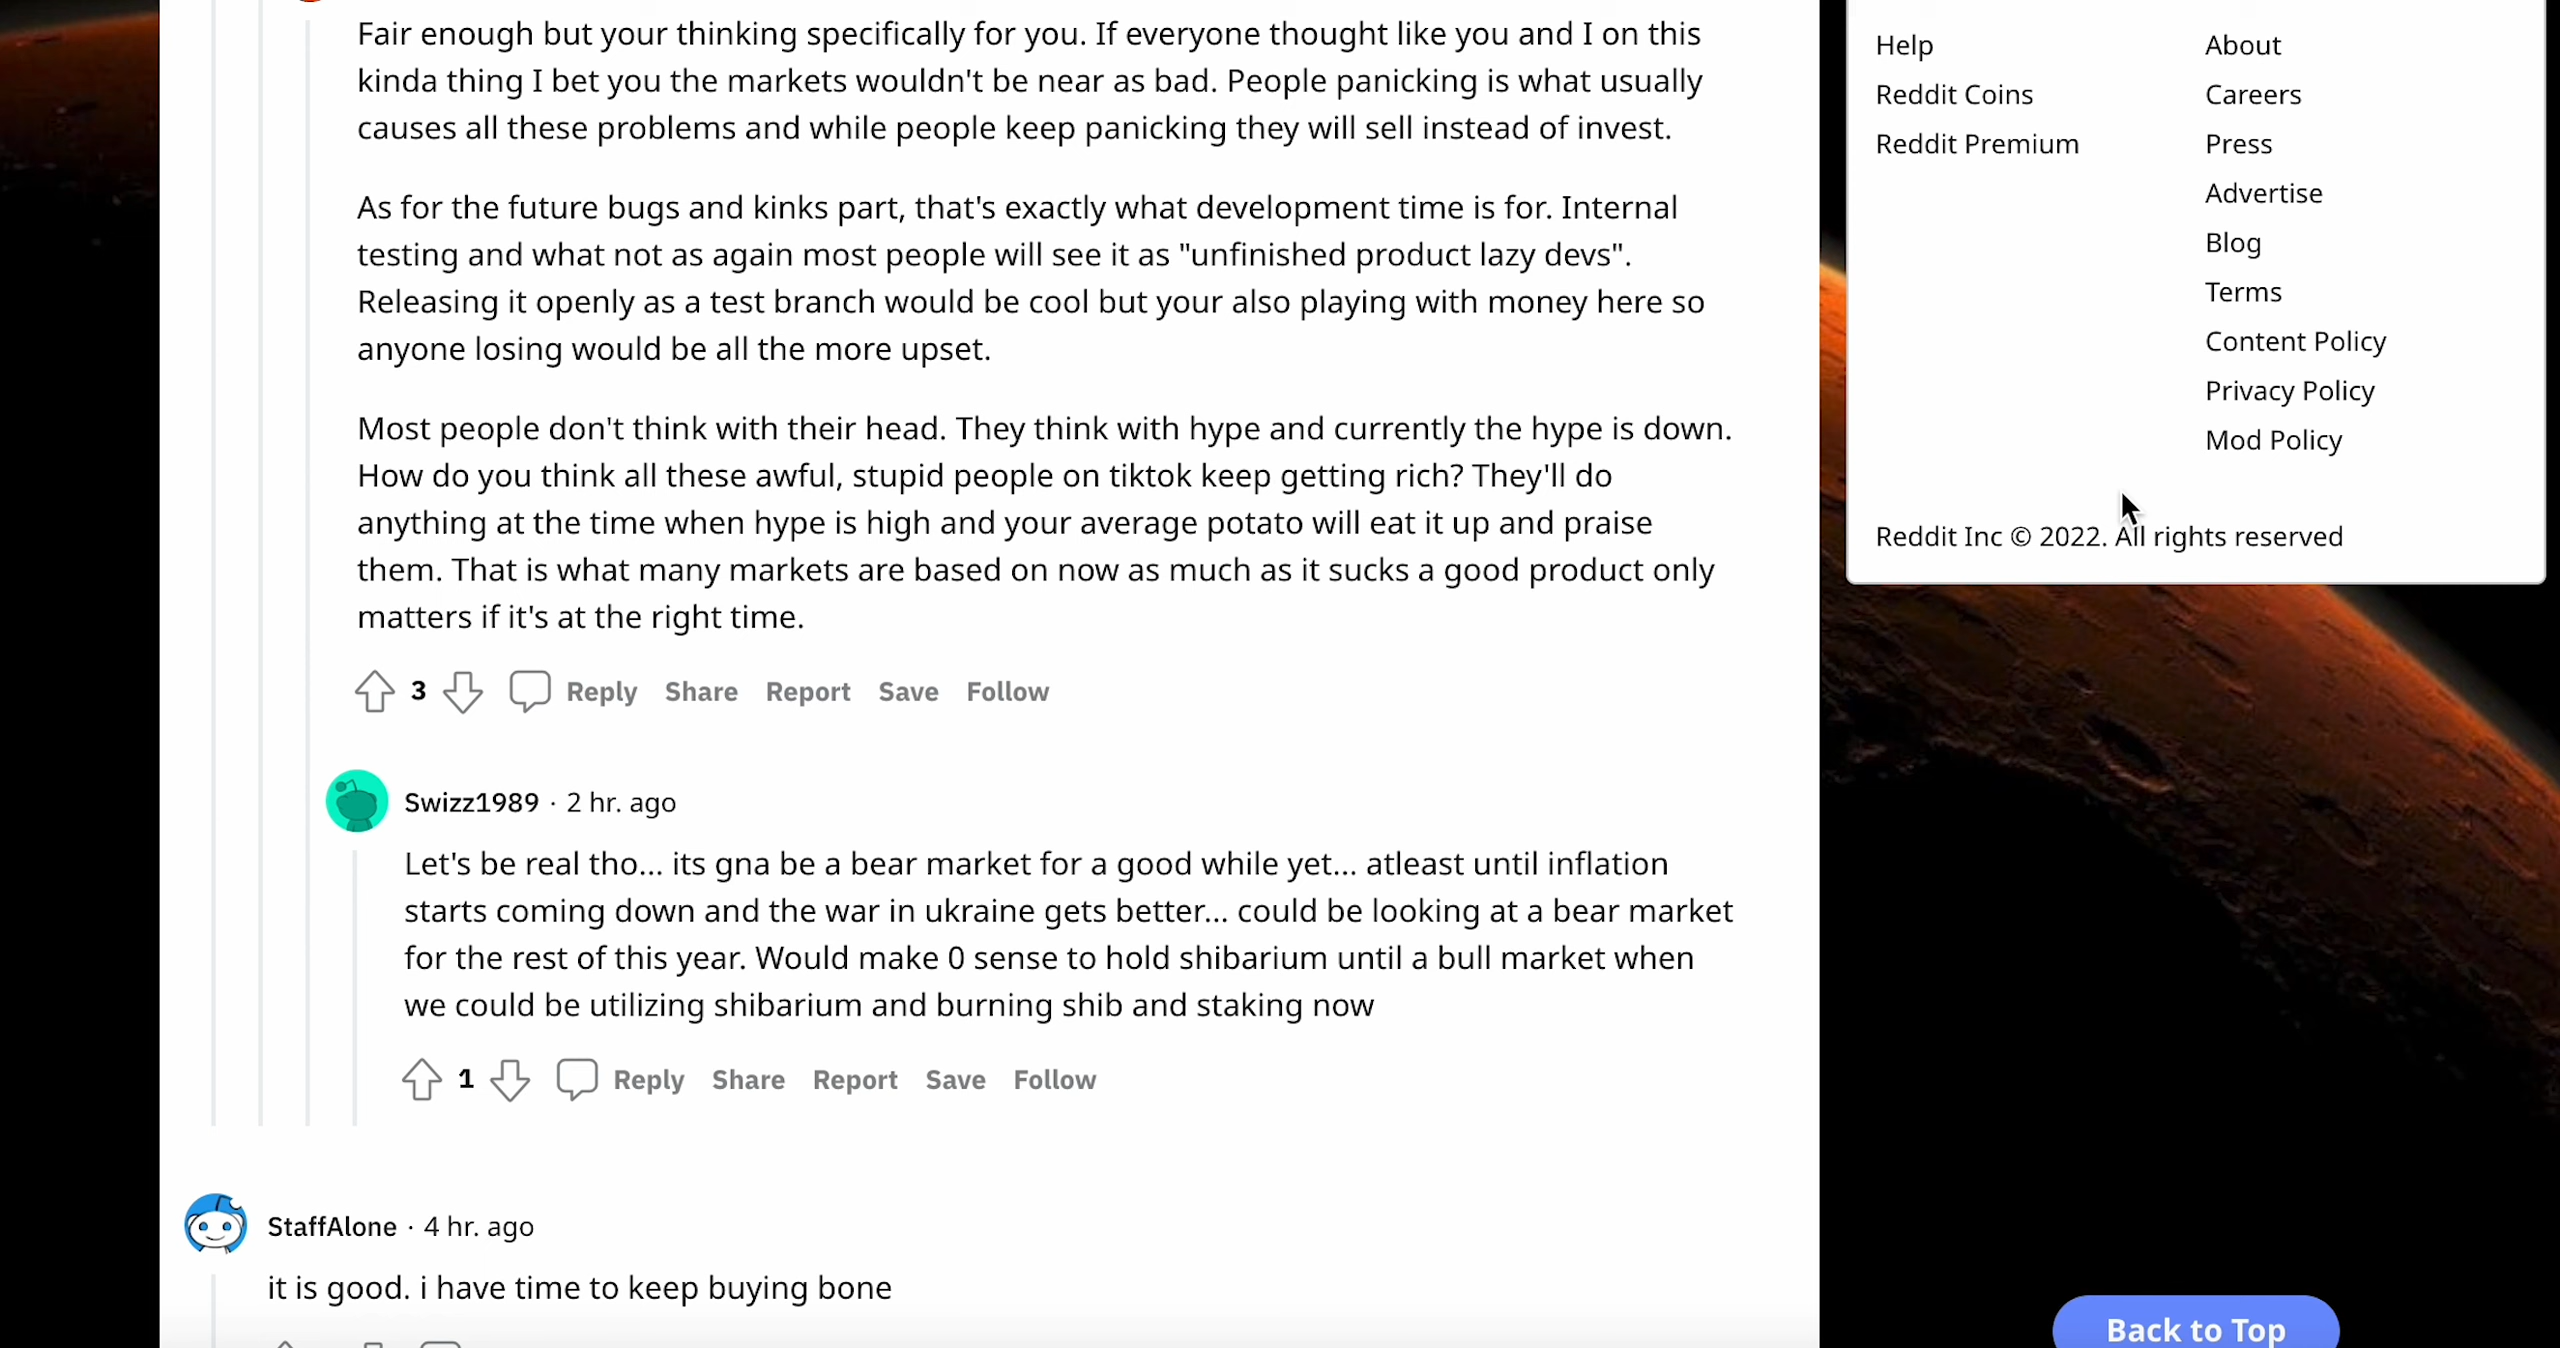 Fair enough but your thinking specifically for you. If everyone thought like you and I on this
kinda thing I bet you the markets wouldn't be near as bad. People panicking is what usually
causes all these problems and while people keep panicking they will sell instead of invest.
As for the future bugs and kinks part, that's exactly what development time is for. Internal
testing and what not as again most people will see it as "unfinished product lazy devs".
Releasing it openly as a test branch would be cool but your also playing with money here so
anyone losing would be all the more upset.
Most people don't think with their head. They think with hype and currently the hype is down.
How do you think all these awful, stupid people on tiktok keep getting rich? They'll do
anything at the time when hype is high and your average potato will eat it up and praise
them. That is what many markets are based on now as much as it sucks a good product only
matters if it's at the right time.
3 Reply Share Report Save Follow
Swizz1989 · 2 hr. ago
Let's be real tho... its gna be a bear market for a good while yet... atleast until inflation
starts coming down and the war in ukraine gets better... could be looking at a bear market
for the rest of this year. Would make 0 sense to hold shibarium until a bull market when
we could be utilizing shibarium and burning shib and staking now
1 Reply Share Report Save Follow
StaffAlone · 4 hr. ago
it is good. i have time to keep buying bone
Help
Reddit Coins
Reddit Premium
About
Careers
Press
Advertise
Blog
Terms
Content Policy
Privacy Policy
Mod Policy
Reddit Inc © 2022. All rights reserved
Back to Top